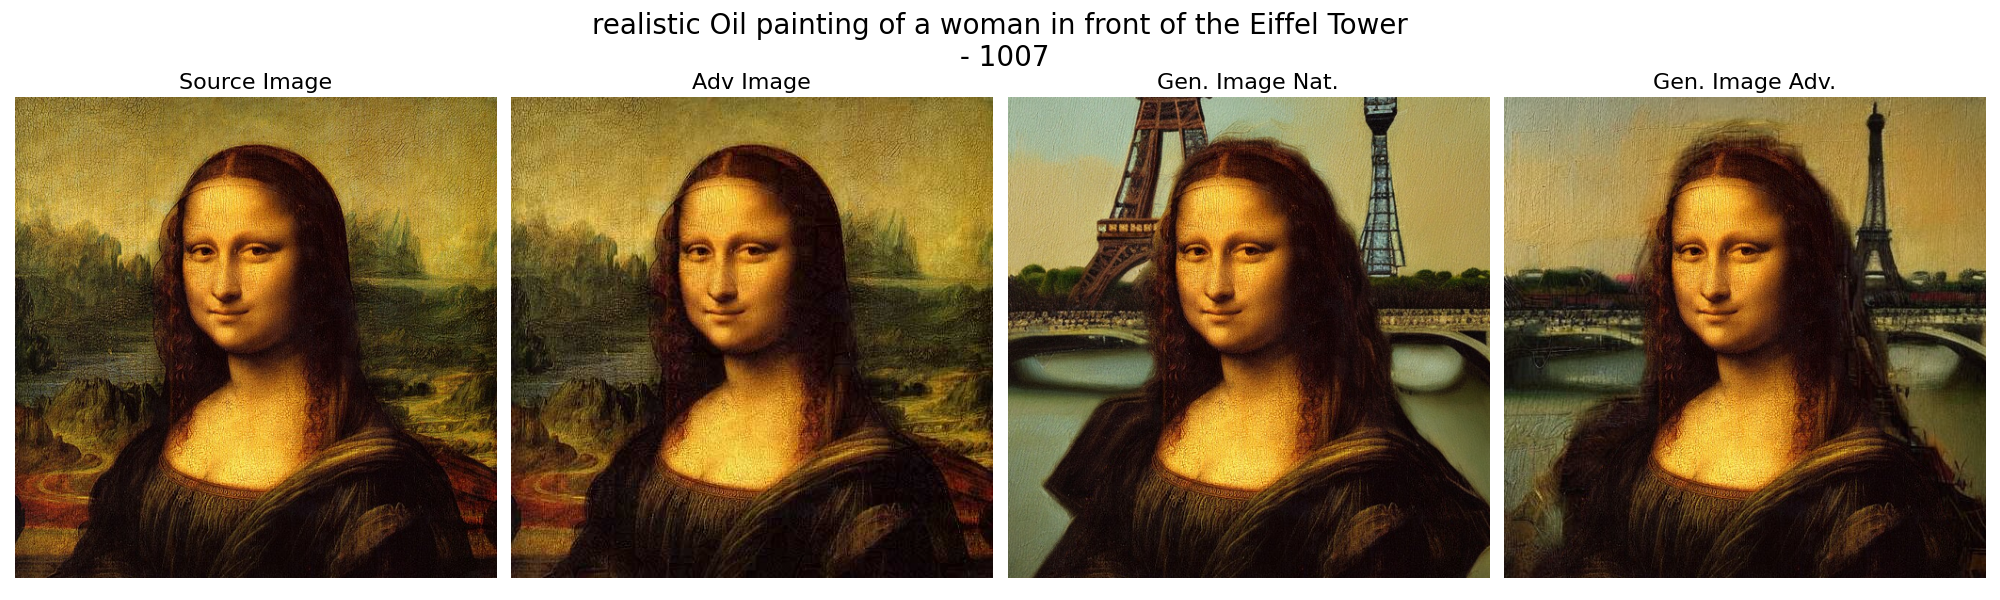 realistic Oil painting of a woman in front of the Eiffel Tower
- 1007
Source Image
Adv Image
Gen. Image Nat.
Gen. Image Adv.